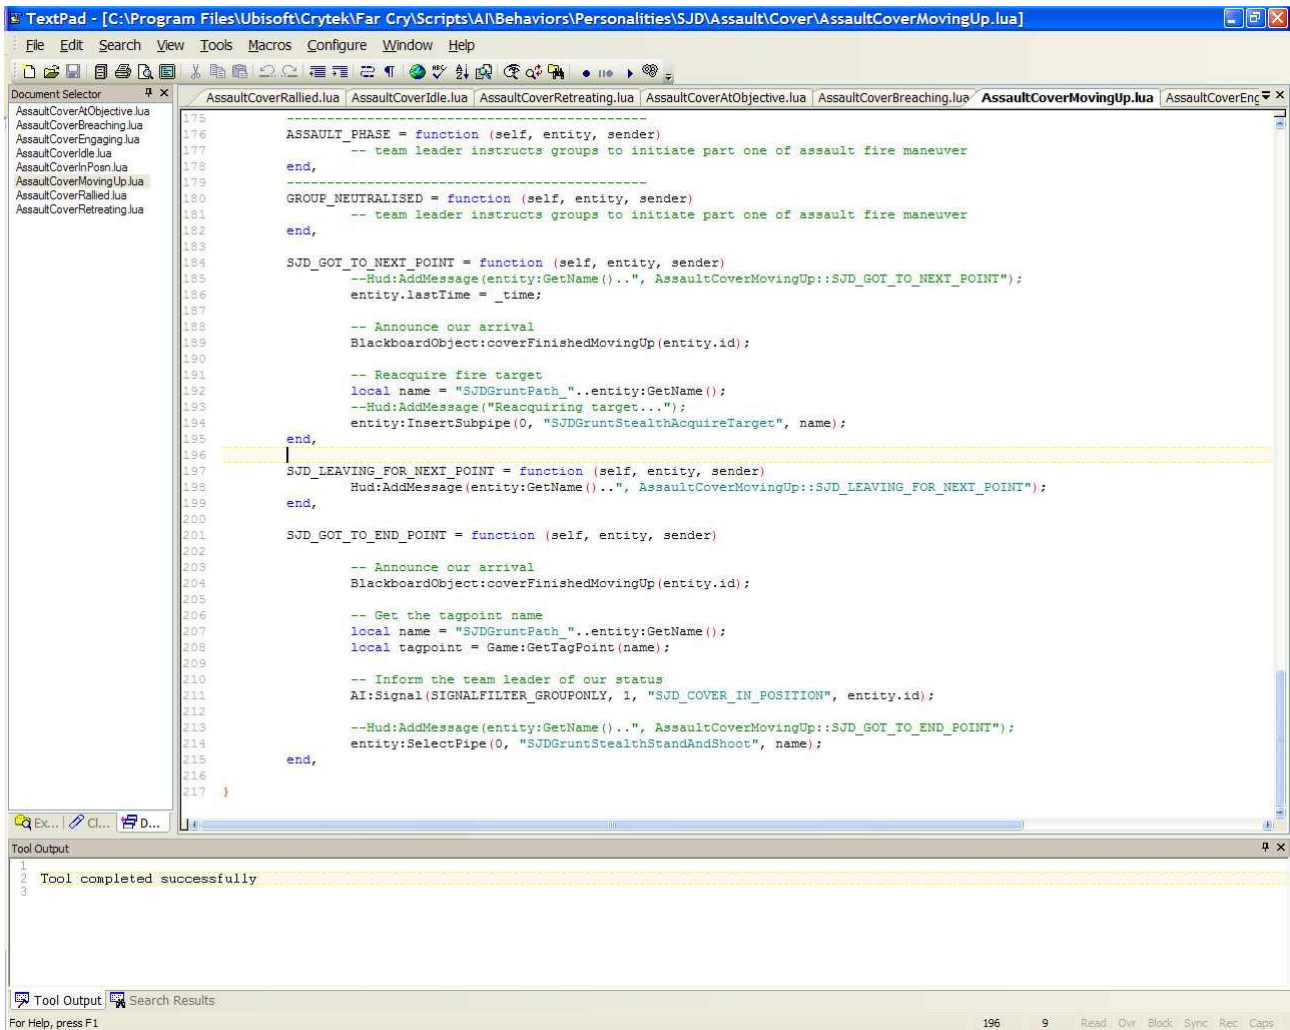 TextPad - [C:\Program Files\Ubisoft\Crytek\Far Cry\Scripts\AI\Behaviors\Personalities\SJD\Assault\Cover\AssaultCoverMovingUp.lua]
File Edit Search View Tools Macros Configure Window Help
Document Selector
AssaultCoverAtObjective.lua
AssaultCoverBreaching.lua
AssaultCoverEngaging.lua
AssaultCoverIdle.lua
AssaultCoverInPosn.lua
AssaultCoverMovingUp.lua
AssaultCoverRallied.lua
AssaultCoverRetreating.lua
Ex... Cl... D...
AssaultCoverRallied.lua AssaultCoverIdle.lua AssaultCoverRetreating.lua AssaultCoverAtObjective.lua AssaultCoverBreaching.lua AssaultCoverMovingUp.lua AssaultCoverEng
175 ---------------------------------------------
176 ASSAULT_PHASE = function (self, entity, sender)
177 -- team leader instructs groups to initiate part one of assault fire maneuver
178 end,
179 ---------------------------------------------
180 GROUP_NEUTRALISED = function (self, entity, sender)
181 -- team leader instructs groups to initiate part one of assault fire maneuver
182 end,
183
184 SJD_GOT_TO_NEXT_POINT = function (self, entity, sender)
185 --Hud:AddMessage(entity:GetName()..", AssaultCoverMovingUp::SJD_GOT_TO_NEXT_POINT");
186 entity.lastTime = _time;
187
188 -- Announce our arrival
189 BlackboardObject:coverFinishedMovingUp(entity.id);
190
191 -- Reacquire fire target
192 local name = "SJDGruntPath_"..entity:GetName();
193 --Hud:AddMessage("Reacquiring target...");
194 entity:InsertSubpipe(0, "SJDGruntStealthAcquireTarget", name);
195 end,
196
197 SJD_LEAVING_FOR_NEXT_POINT = function (self, entity, sender)
198 Hud:AddMessage(entity:GetName()..", AssaultCoverMovingUp::SJD_LEAVING_FOR_NEXT_POINT");
199 end,
200
201 SJD_GOT_TO_END_POINT = function (self, entity, sender)
202
203 -- Announce our arrival
204 BlackboardObject:coverFinishedMovingUp(entity.id);
205
206 -- Get the tagpoint name
207 local name = "SJDGruntPath_"..entity:GetName();
208 local tagpoint = Game:GetTagPoint(name);
209
210 -- Inform the team leader of our status
211 AI:Signal(SIGNALFILTER_GROUPONLY, 1, "SJD_COVER_IN_POSITION", entity.id);
212
213 --Hud:AddMessage(entity:GetName()..", AssaultCoverMovingUp::SJD_GOT_TO_END_POINT");
214 entity:SelectPipe(0, "SJDGruntStealthStandAndShoot", name);
215 end,
216
217 }
Tool Output
1
2 Tool completed successfully
3
Tool Output Search Results
For Help, press F1 196 9 Read Ovr Block Sync Rec Caps